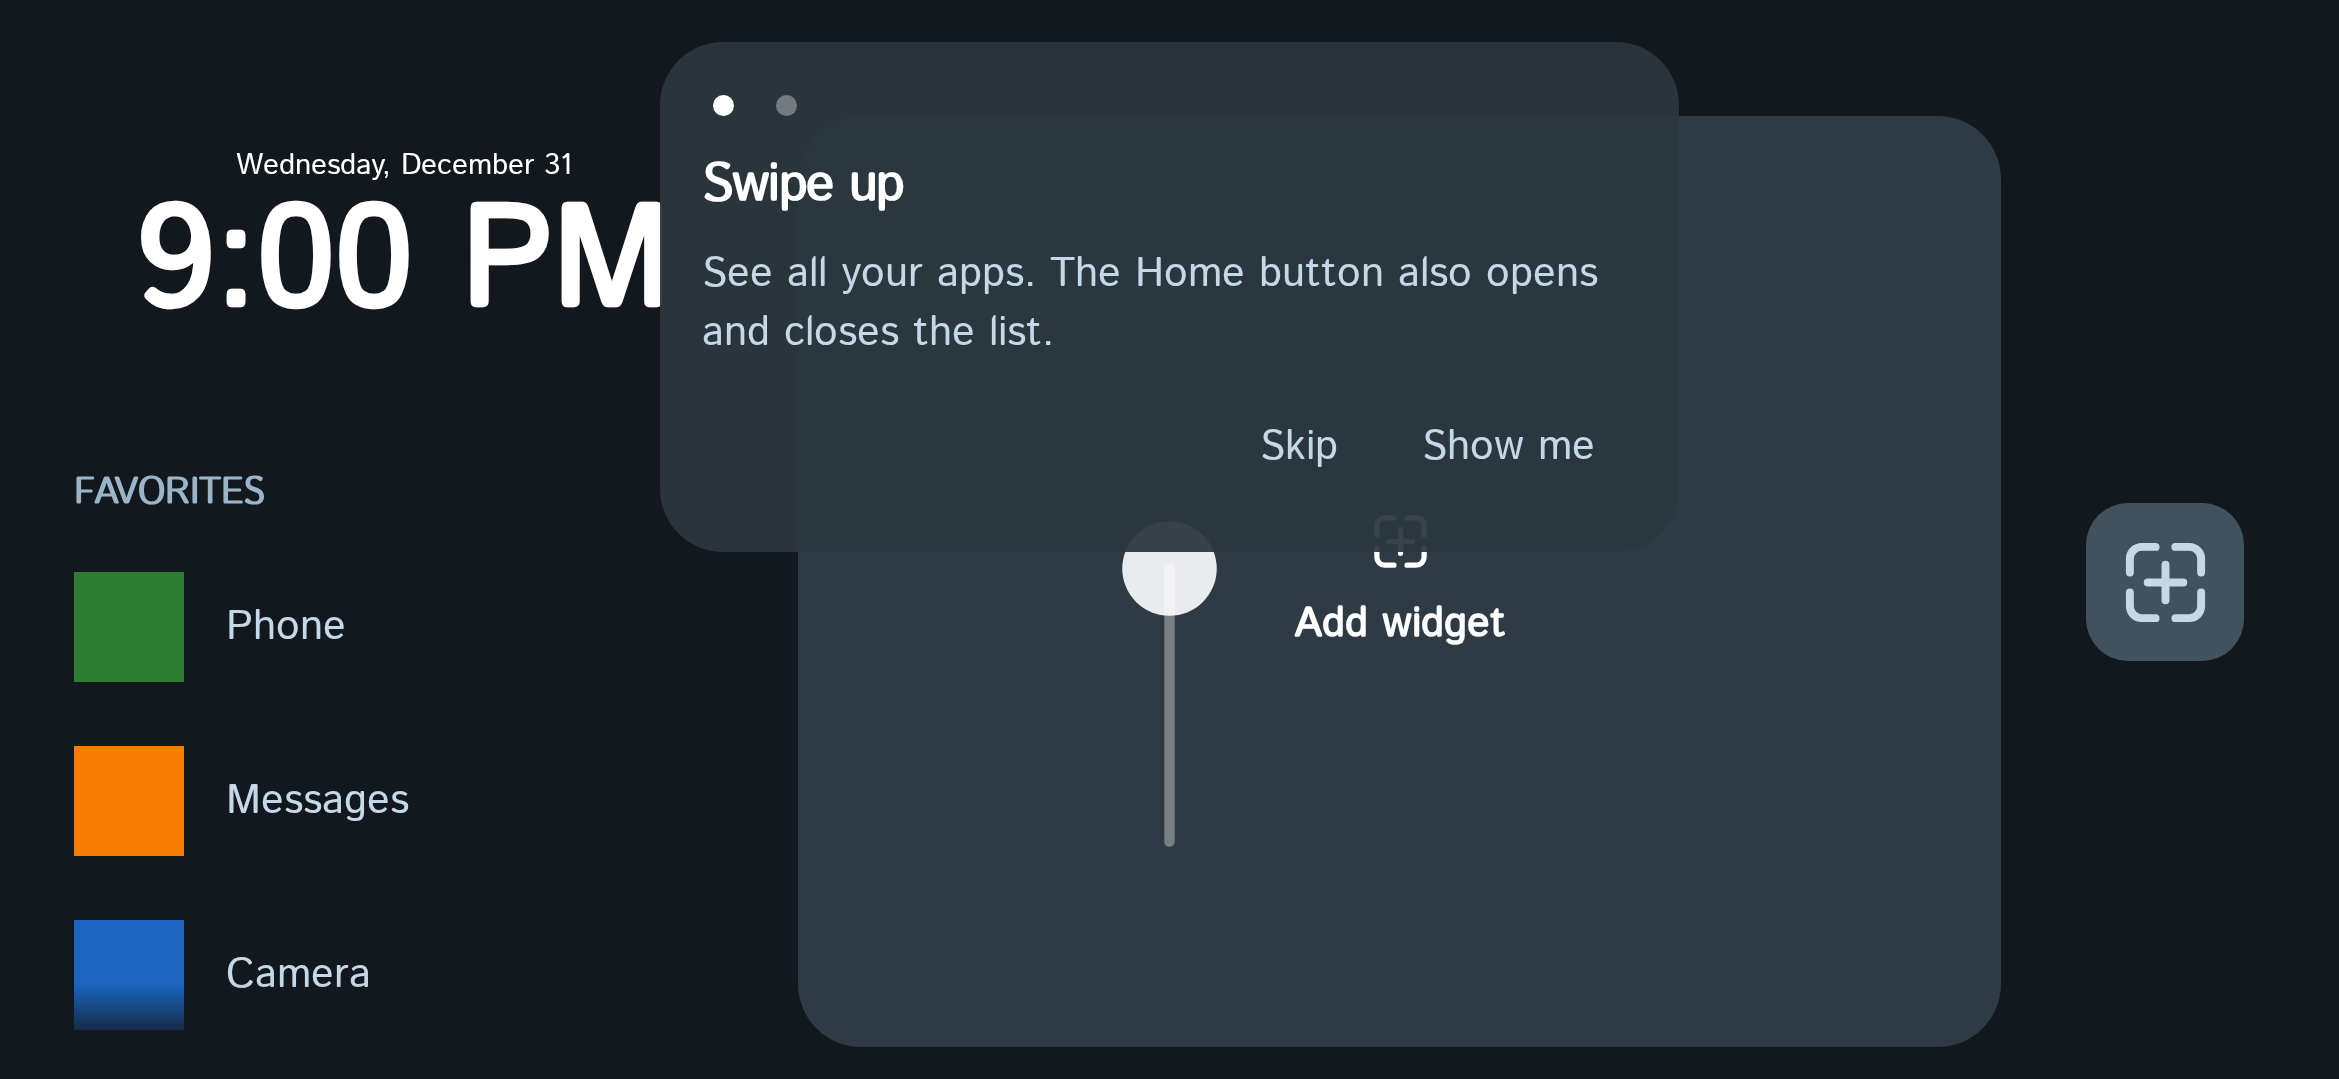 Wednesday, December 31
9:00 PM
Swipe up
See all your apps. The Home button also opens
and closes the list.
Skip
Show me
Add widget
FAVORITES
Phone
Messages
Camera